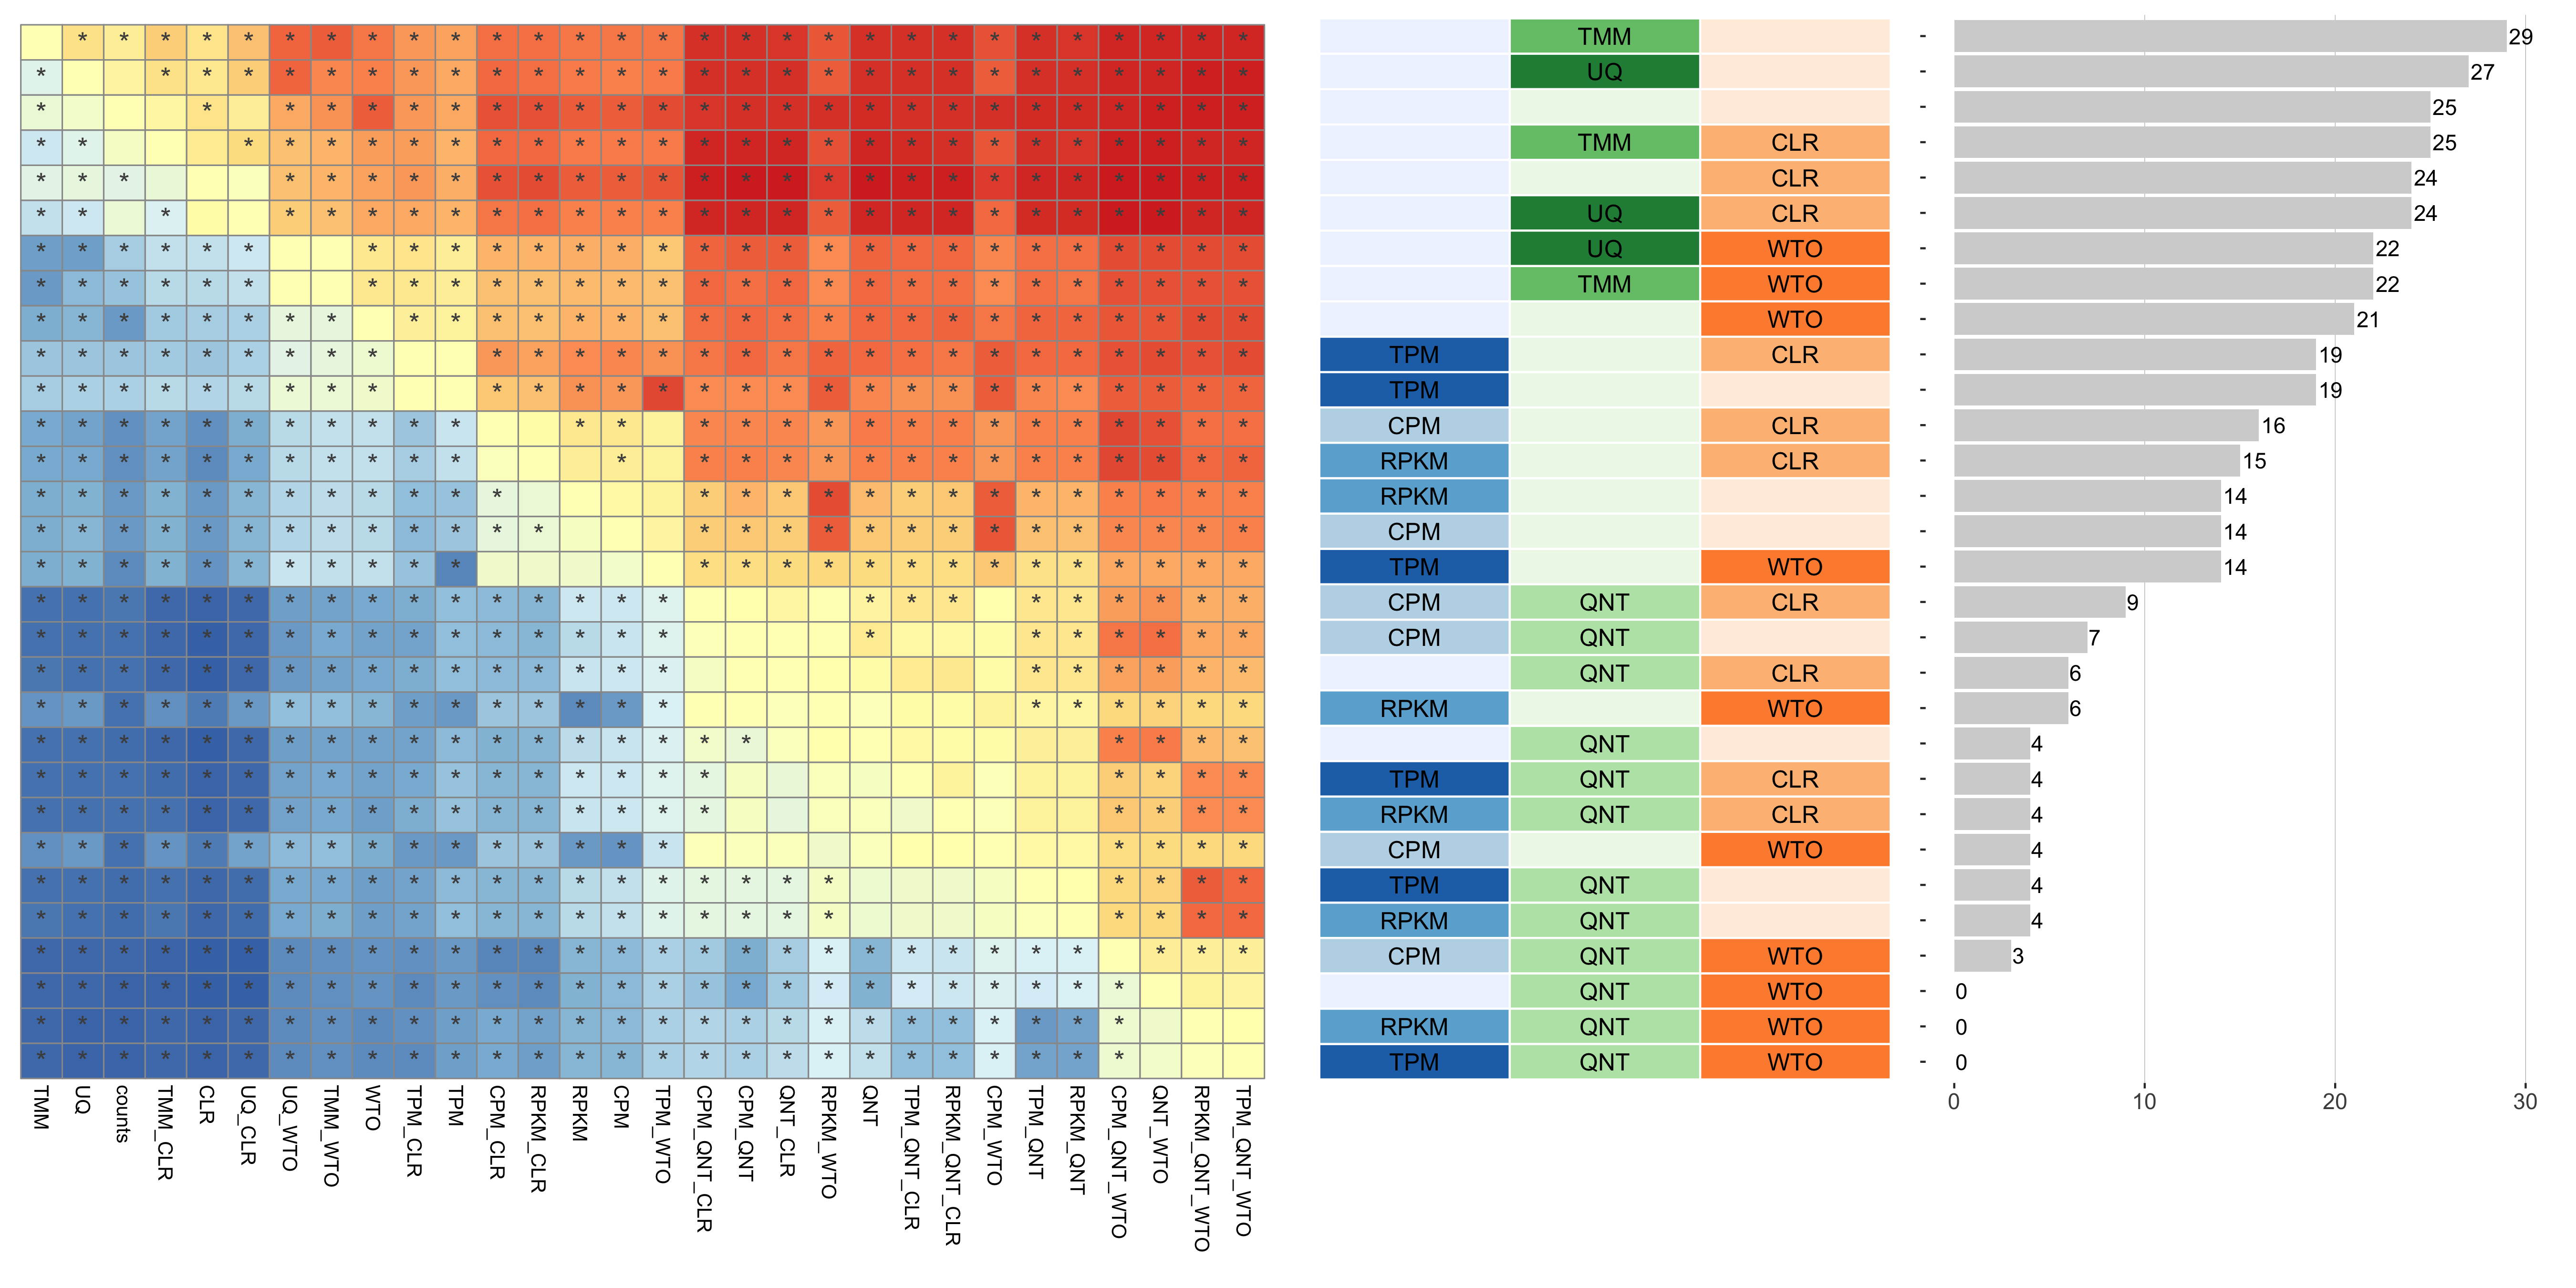 TMM - 29
UQ - 27
- 25
TMM CLR - 25
CLR - 24
UQ CLR - 24
UQ WTO - 22
TMM WTO - 22
WTO - 21
TPM CLR - 19
TPM - 19
CPM CLR - 16
RPKM CLR - 15
RPKM - 14
CPM - 14
TPM WTO - 14
CPM QNT CLR - 9
CPM QNT - 7
QNT CLR - 6
RPKM WTO - 6
QNT - 4
TPM QNT CLR - 4
RPKM QNT CLR - 4
CPM WTO - 4
TPM QNT - 4
RPKM QNT - 4
CPM QNT WTO - 3
QNT WTO - 0
RPKM QNT WTO - 0
TPM QNT WTO - 0
0 10 20 30
TMM
UQ
counts
TMM_CLR
CLR
UQ_CLR
UQ_WTO
TMM_WTO
WTO
TPM_CLR
TPM
CPM_CLR
RPKM_CLR
RPKM
CPM
TPM_WTO
CPM_QNT_CLR
CPM_QNT
QNT_CLR
RPKM_WTO
QNT
TPM_QNT_CLR
RPKM_QNT_CLR
CPM_WTO
TPM_QNT
RPKM_QNT
CPM_QNT_WTO
QNT_WTO
RPKM_QNT_WTO
TPM_QNT_WTO